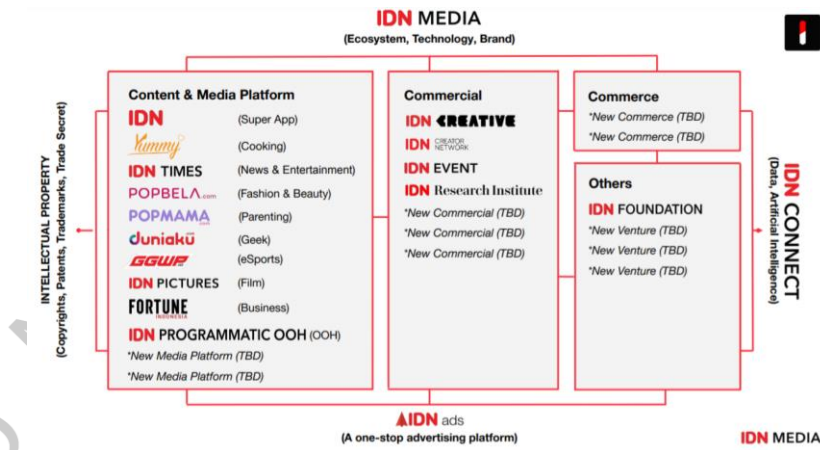 IDN MEDIA
(Ecosystem, Technology, Brand)
INTELLECTUAL PROPERTY
(Copyrights, Patents, Trademarks, Trade Secret)
Content & Media Platform
IDN (Super App)
Yummy (Cooking)
IDN TIMES (News & Entertainment)
POPBELA.com (Fashion & Beauty)
POPMAMA.com (Parenting)
duniaku (Geek)
GGWP (eSports)
IDN PICTURES (Film)
FORTUNE INDONESIA (Business)
IDN PROGRAMMATIC OOH (OOH)
*New Media Platform (TBD)
*New Media Platform (TBD)
Commercial
IDN CREATIVE
IDN CREATOR NETWORK
IDN EVENT
IDN Research Institute
*New Commercial (TBD)
*New Commercial (TBD)
*New Commercial (TBD)
Commerce
*New Commerce (TBD)
*New Commerce (TBD)
Others
IDN FOUNDATION
*New Venture (TBD)
*New Venture (TBD)
*New Venture (TBD)
IDN CONNECT
(Data, Artificial Intelligence)
IDN ads
(A one-stop advertising platform)
IDN MEDIA